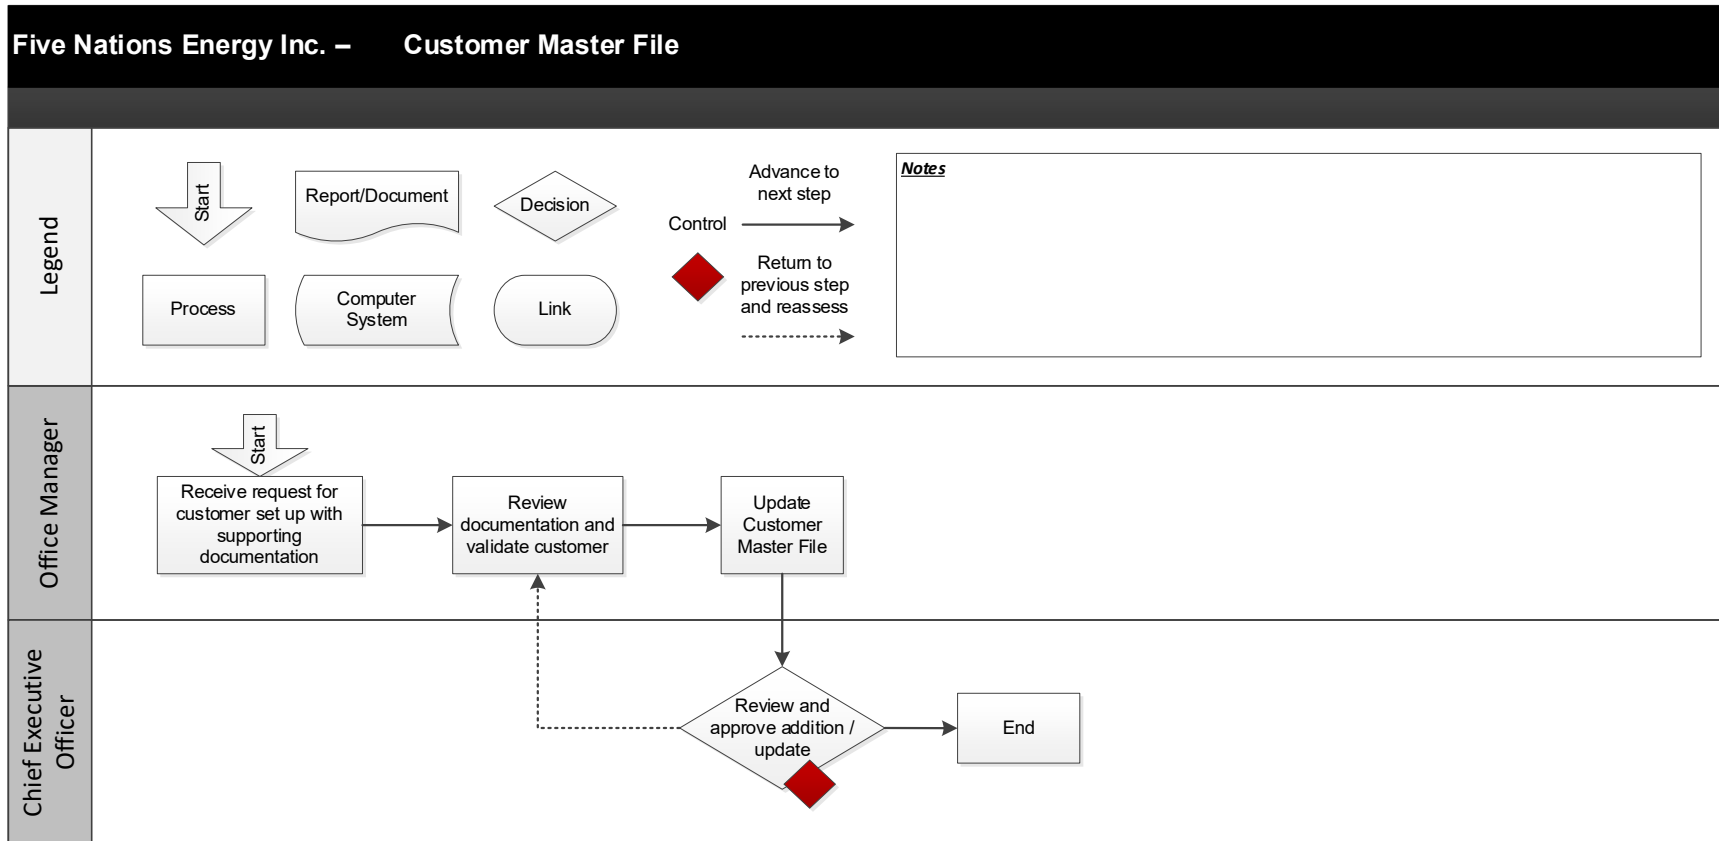 Five Nations Energy Inc. – Customer Master File
Legend
Start
Report/Document
Decision
Process
Computer
System
Link
Control
Advance to
next step
Return to
previous step
and reassess
Notes
Office Manager
Start
Receive request for
customer set up with
supporting
documentation
Review
documentation and
validate customer
Update
Customer
Master File
Chief Executive
Officer
Review and
approve addition /
update
End